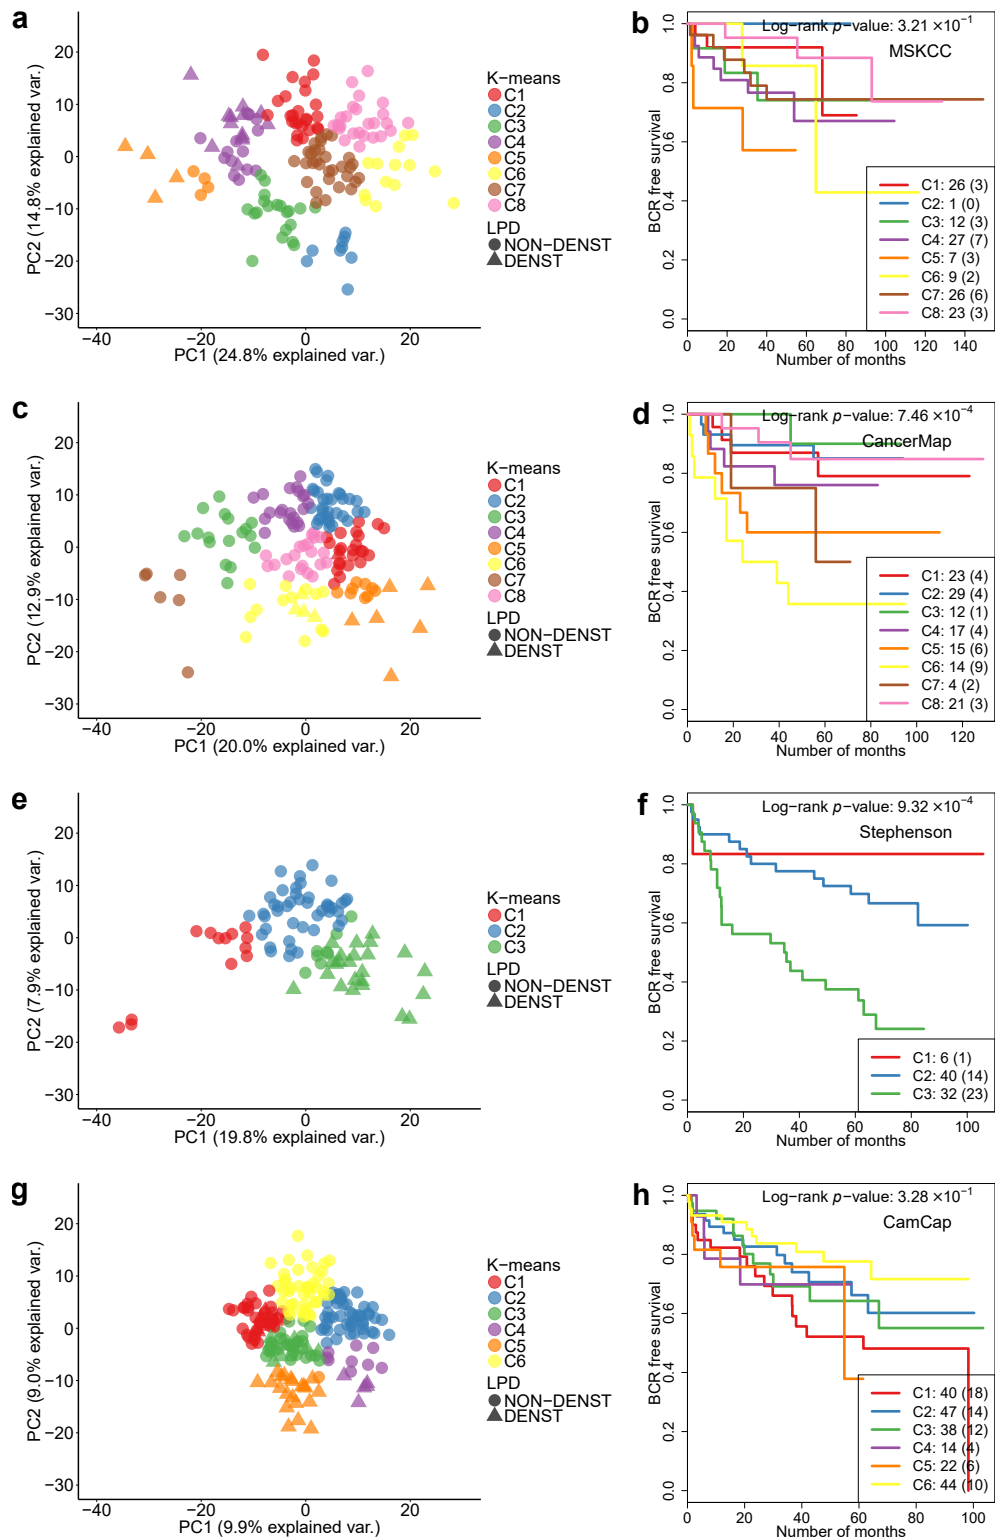 a
20
10
0
−10
−20
−30
−40
−20
0
20
PC2 (14.8% explained var.)
PC1 (24.8% explained var.)
K−means
C1
C2
C3
C4
C5
C6
C7
C8
LPD
NON−DENST
DENST
b
Log−rank p−value: 3.21 ×10−1
MSKCC
BCR free survival
1.0
0.8
0.6
0.4
0.2
0.0
C1: 26 (3)
C2: 1 (0)
C3: 12 (3)
C4: 27 (7)
C5: 7 (3)
C6: 9 (2)
C7: 26 (6)
C8: 23 (3)
0 20 40 60 80 100 120 140
Number of months
c
20
10
0
−10
−20
−30
−40
−20
0
20
PC2 (12.9% explained var.)
PC1 (20.0% explained var.)
K−means
C1
C2
C3
C4
C5
C6
C7
C8
LPD
NON−DENST
DENST
d
Log−rank p−value: 7.46 ×10−4
CancerMap
BCR free survival
1.0
0.8
0.6
0.4
0.2
0.0
C1: 23 (4)
C2: 29 (4)
C3: 12 (1)
C4: 17 (4)
C5: 15 (6)
C6: 14 (9)
C7: 4 (2)
C8: 21 (3)
0 20 40 60 80 100 120
Number of months
e
20
10
0
−10
−20
−30
−40
−20
0
20
PC2 (7.9% explained var.)
PC1 (19.8% explained var.)
K−means
C1
C2
C3
LPD
NON−DENST
DENST
f
Log−rank p−value: 9.32 ×10−4
Stephenson
BCR free survival
1.0
0.8
0.6
0.4
0.2
0.0
C1: 6 (1)
C2: 40 (14)
C3: 32 (23)
0 20 40 60 80 100
Number of months
g
20
10
0
−10
−20
−30
−40
−20
0
20
PC2 (9.0% explained var.)
PC1 (9.9% explained var.)
K−means
C1
C2
C3
C4
C5
C6
LPD
NON−DENST
DENST
h
Log−rank p−value: 3.28 ×10−1
CamCap
BCR free survival
1.0
0.8
0.6
0.4
0.2
0.0
C1: 40 (18)
C2: 47 (14)
C3: 38 (12)
C4: 14 (4)
C5: 22 (6)
C6: 44 (10)
0 20 40 60 80 100
Number of months